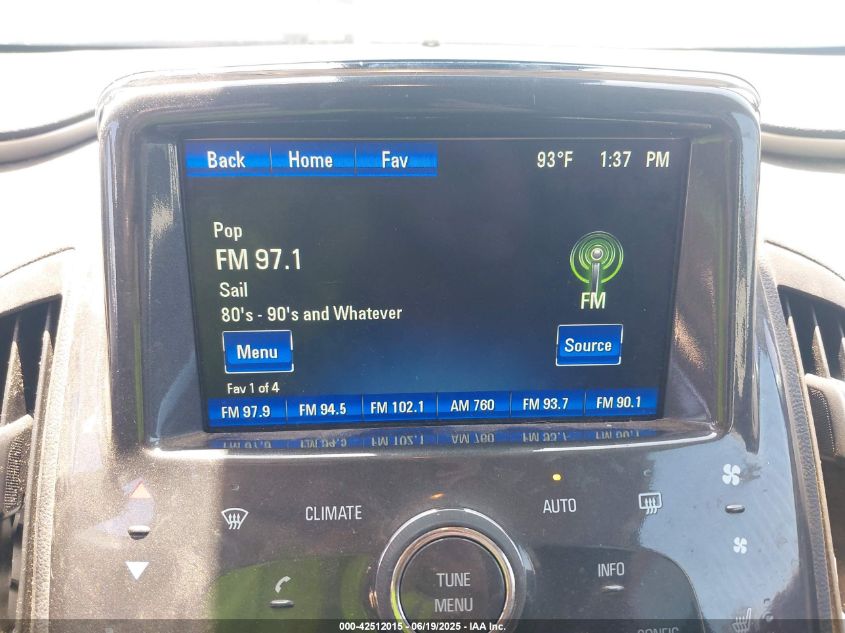 Back Home Fav 93°F 1:37 PM
Pop
FM 97.1
Sail
80's - 90's and Whatever
FM
Menu Source
Fav 1 of 4
FM 97.9 FM 94.5 FM 102.1 AM 760 FM 93.7 FM 90.1
CLIMATE AUTO
TUNE
MENU
INFO
CONFIG
000-42512015 - 06/19/2025 - IAA Inc.